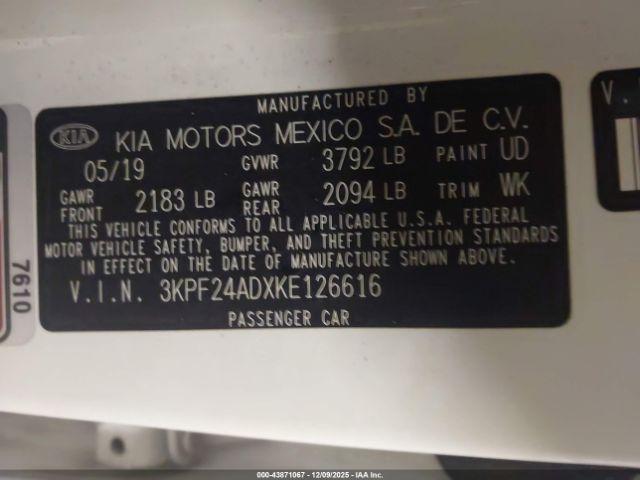 MANUFACTURED BY
KIA KIA MOTORS MEXICO S.A. DE C.V.
05/19 GVWR 3792 LB PAINT UD
GAWR FRONT 2183 LB GAWR REAR 2094 LB TRIM WK
THIS VEHICLE CONFORMS TO ALL APPLICABLE U.S.A. FEDERAL
MOTOR VEHICLE SAFETY, BUMPER, AND THEFT PREVENTION STANDARDS
IN EFFECT ON THE DATE OF MANUFACTURE SHOWN ABOVE.
V.I.N. 3KPF24ADXKE126616
PASSENGER CAR
7610
V.
000-43871067 - 12/09/2025 - IAA Inc.